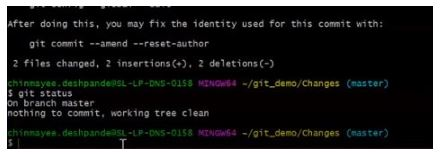 After doing this, you may fix the identity used for this commit with:
git commit --amend --reset-author
2 files changed, 2 insertions(+), 2 deletions(-)
chinmayee.deshpande@SL-LP-DNS-0158 MINGW64 ~/git_demo/Changes (master)
$ git status
On branch master
nothing to commit, working tree clean
chinmayee.deshpande@SL-LP-DNS-0158 MINGW64 ~/git_demo/Changes (master)
$